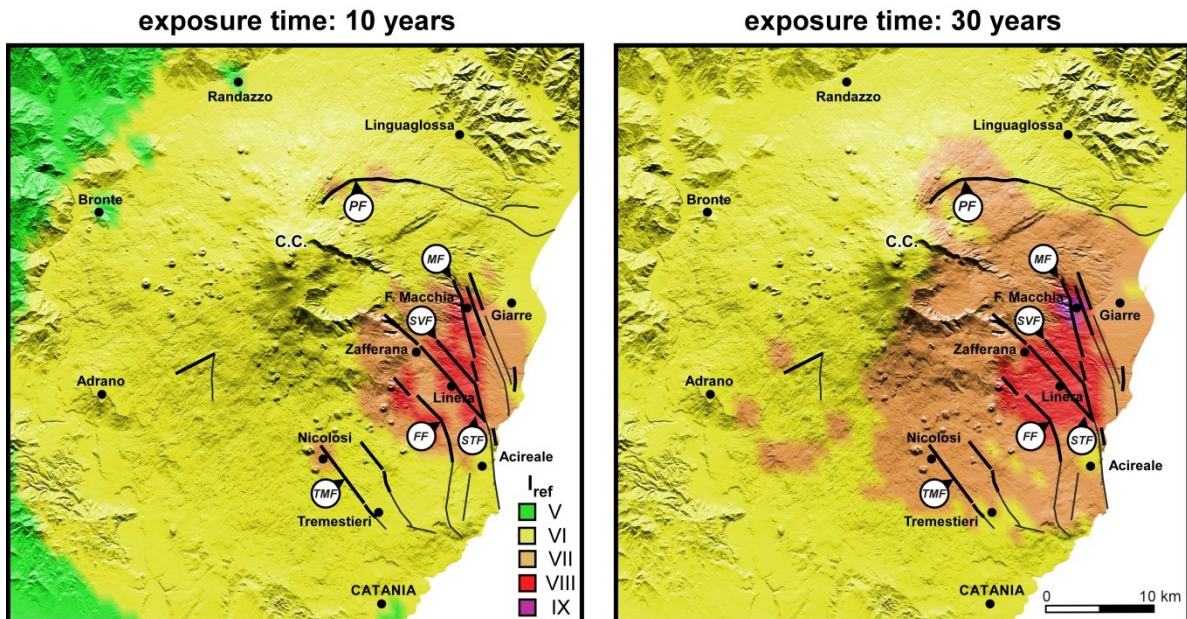 exposure time: 10 years
Randazzo
Linguaglossa
Bronte
PF
C.C.
MF
F. Macchia
Giarre
SVF
Zafferana
Adrano
Linera
FF
STF
Nicolosi
Acireale
TMF
Tremestieri
CATANIA
Iref
V
VI
VII
VIII
IX
exposure time: 30 years
Randazzo
Linguaglossa
Bronte
PF
C.C.
MF
F. Macchia
Giarre
SVF
Zafferana
Adrano
Linera
FF
STF
Nicolosi
Acireale
TMF
Tremestieri
CATANIA
0 10 km